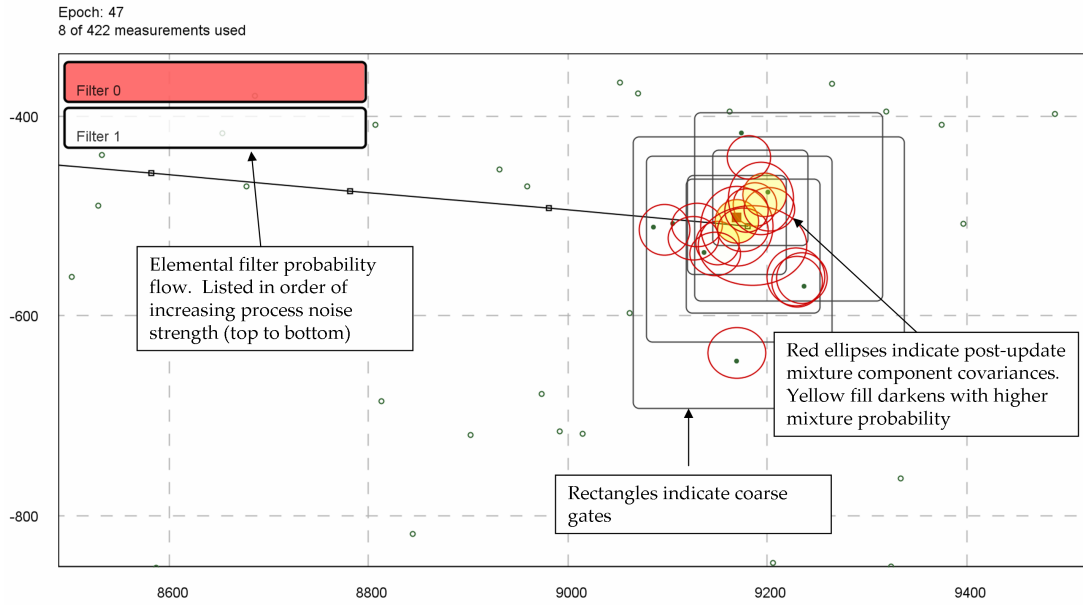 Epoch: 47
8 of 422 measurements used
Filter 0
Filter 1
-400
-600
-800
Elemental filter probability
flow.  Listed in order of
increasing process noise
strength (top to bottom)
Red ellipses indicate post-update
mixture component covariances.
Yellow fill darkens with higher
mixture probability
Rectangles indicate coarse
gates
8600
8800
9000
9200
9400